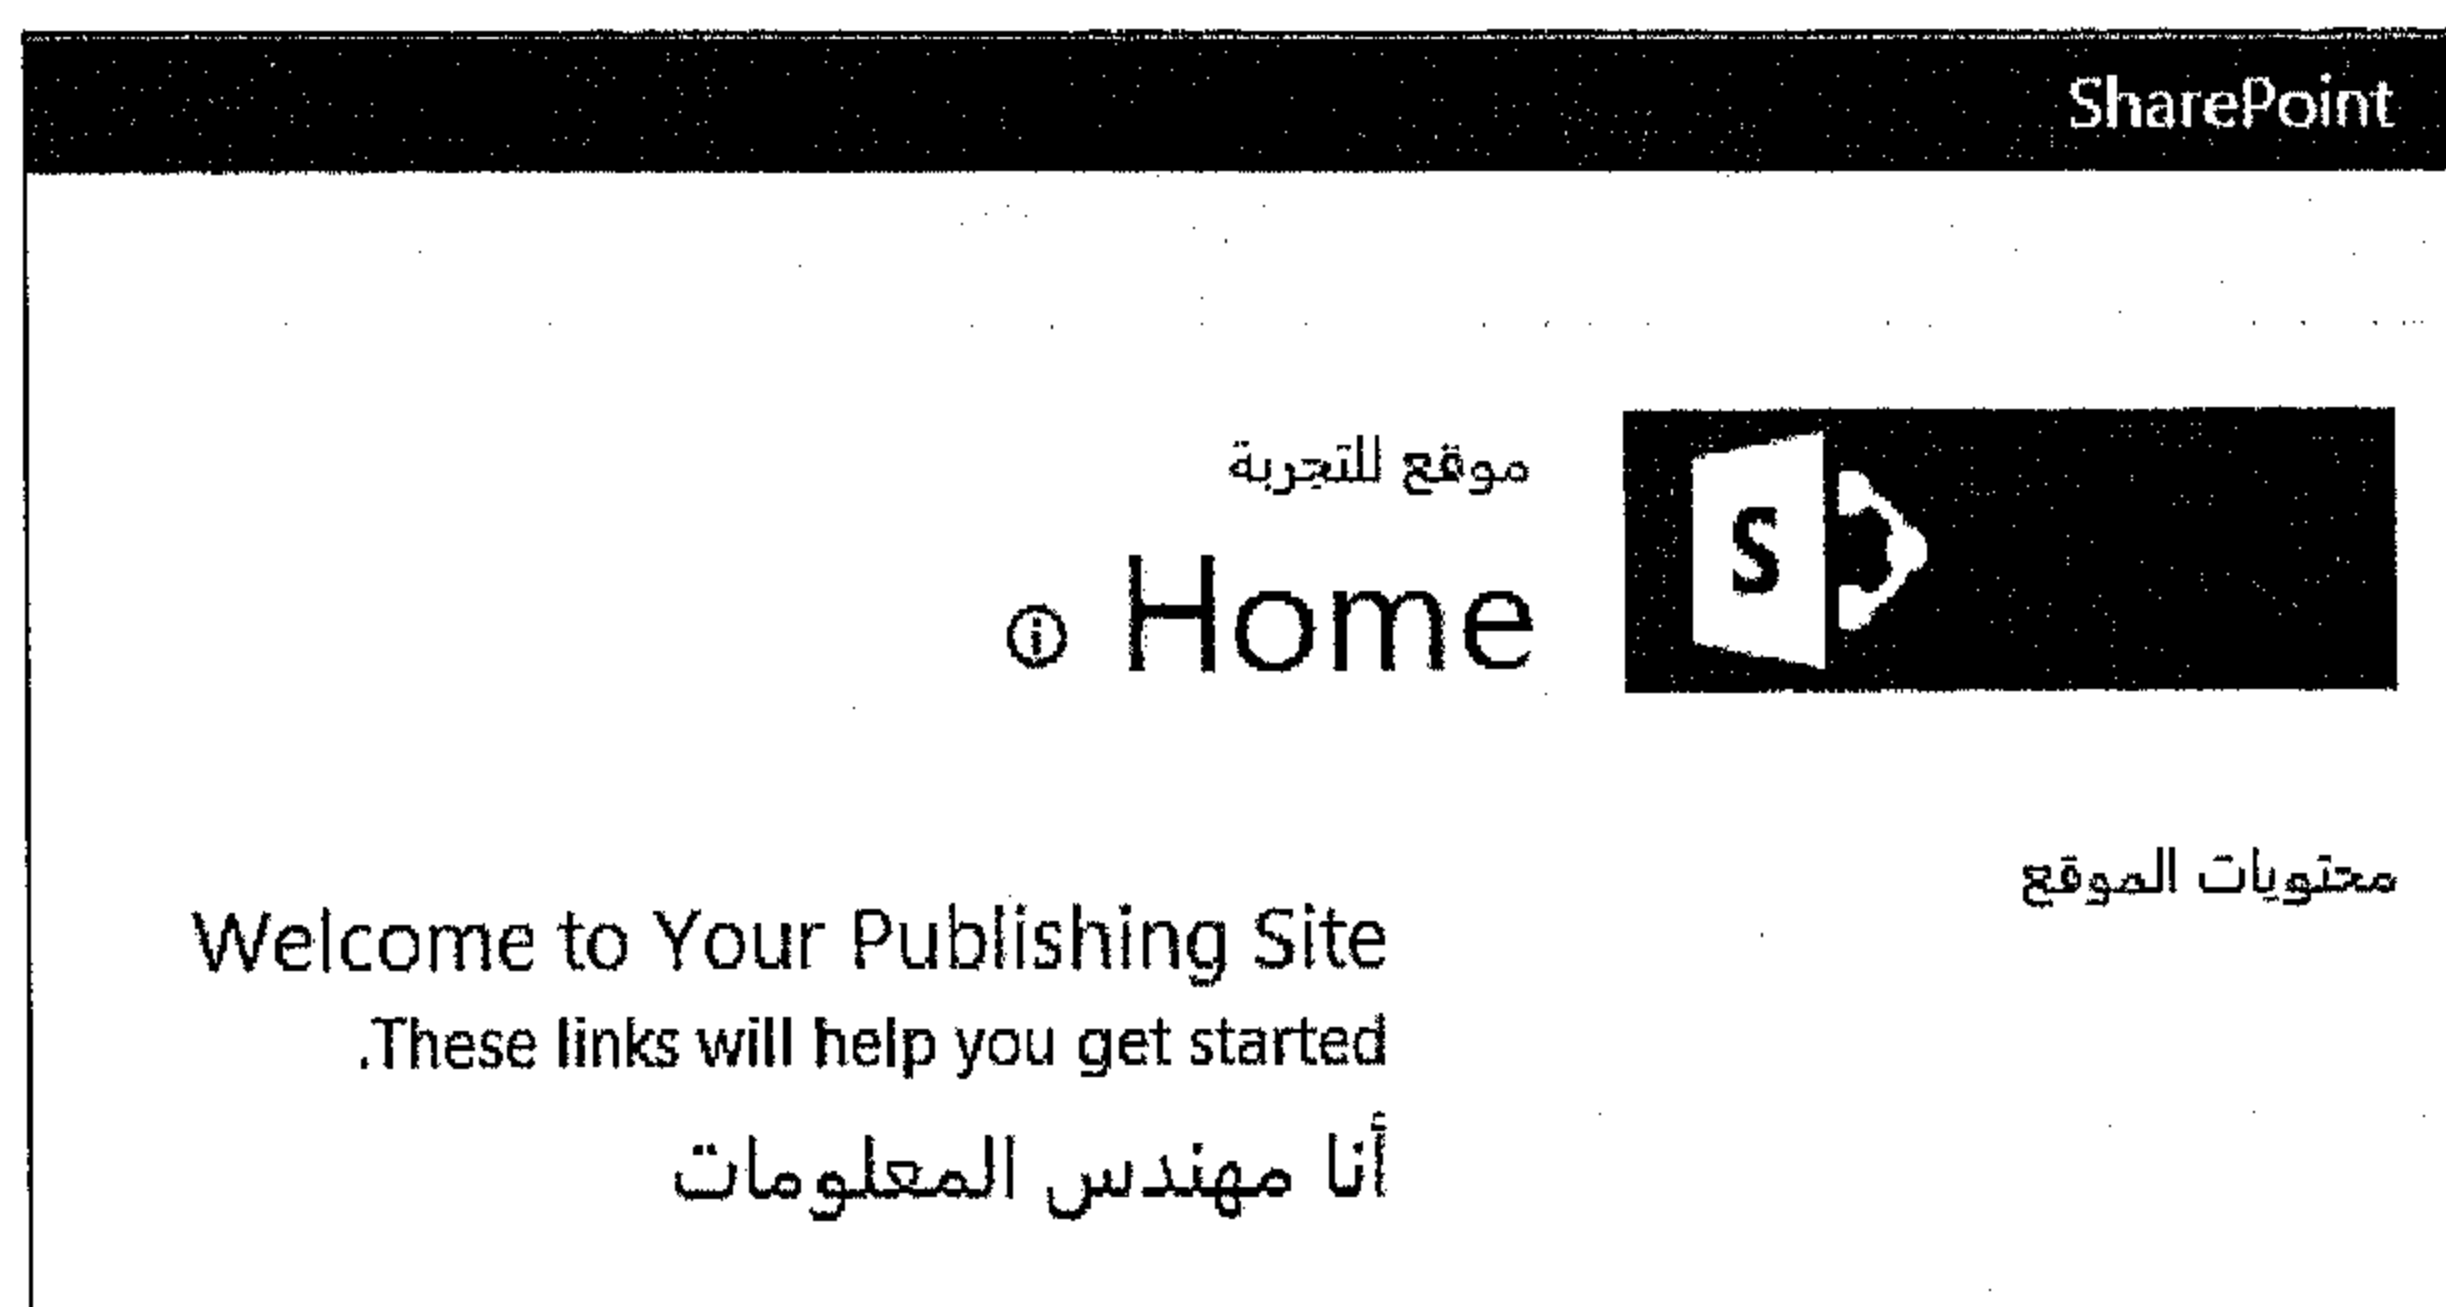 SharePoint
S
موقع للتجربة
Home
محتويات الموقع
Welcome to Your Publishing Site
.These links will help you get started
أنا مهندس المعلومات